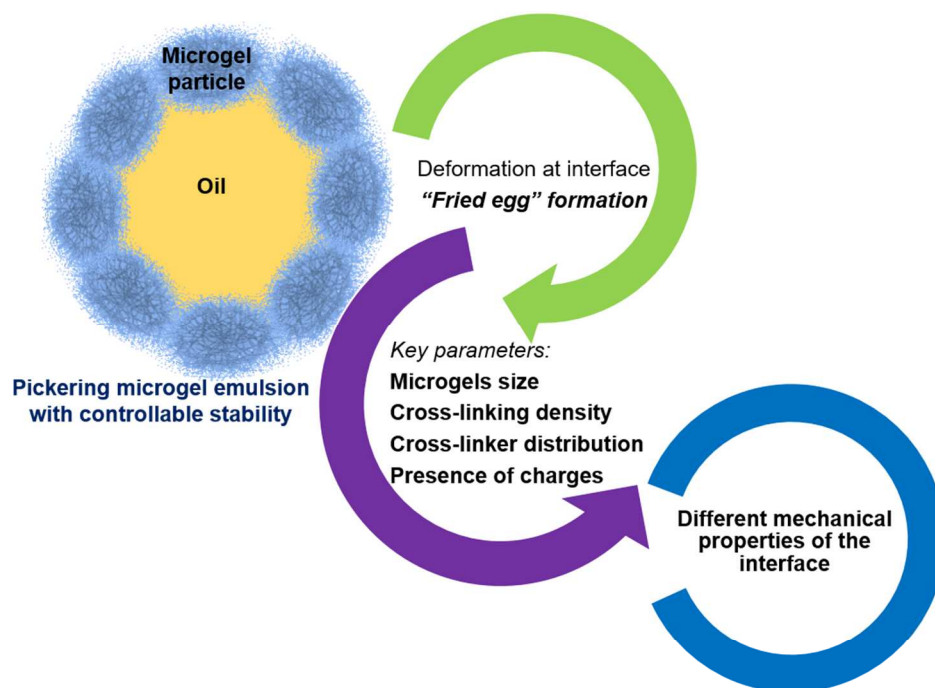 Microgel
particle
Oil
Pickering microgel emulsion
with controllable stability
Deformation at interface
“Fried egg” formation
Key parameters:
Microgels size
Cross-linking density
Cross-linker distribution
Presence of charges
Different mechanical
properties of the
interface